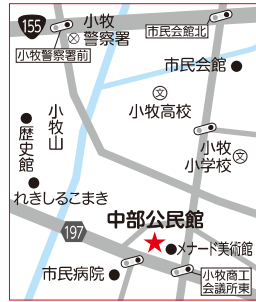 155
小牧
警察署
小牧警察署前
市民会館北
市民会館
文
小牧高校
小牧山
歴史館
れきしるこまき
小牧
小学校
文
197
中部公民館
メナード美術館
市民病院
小牧商工
会議所東